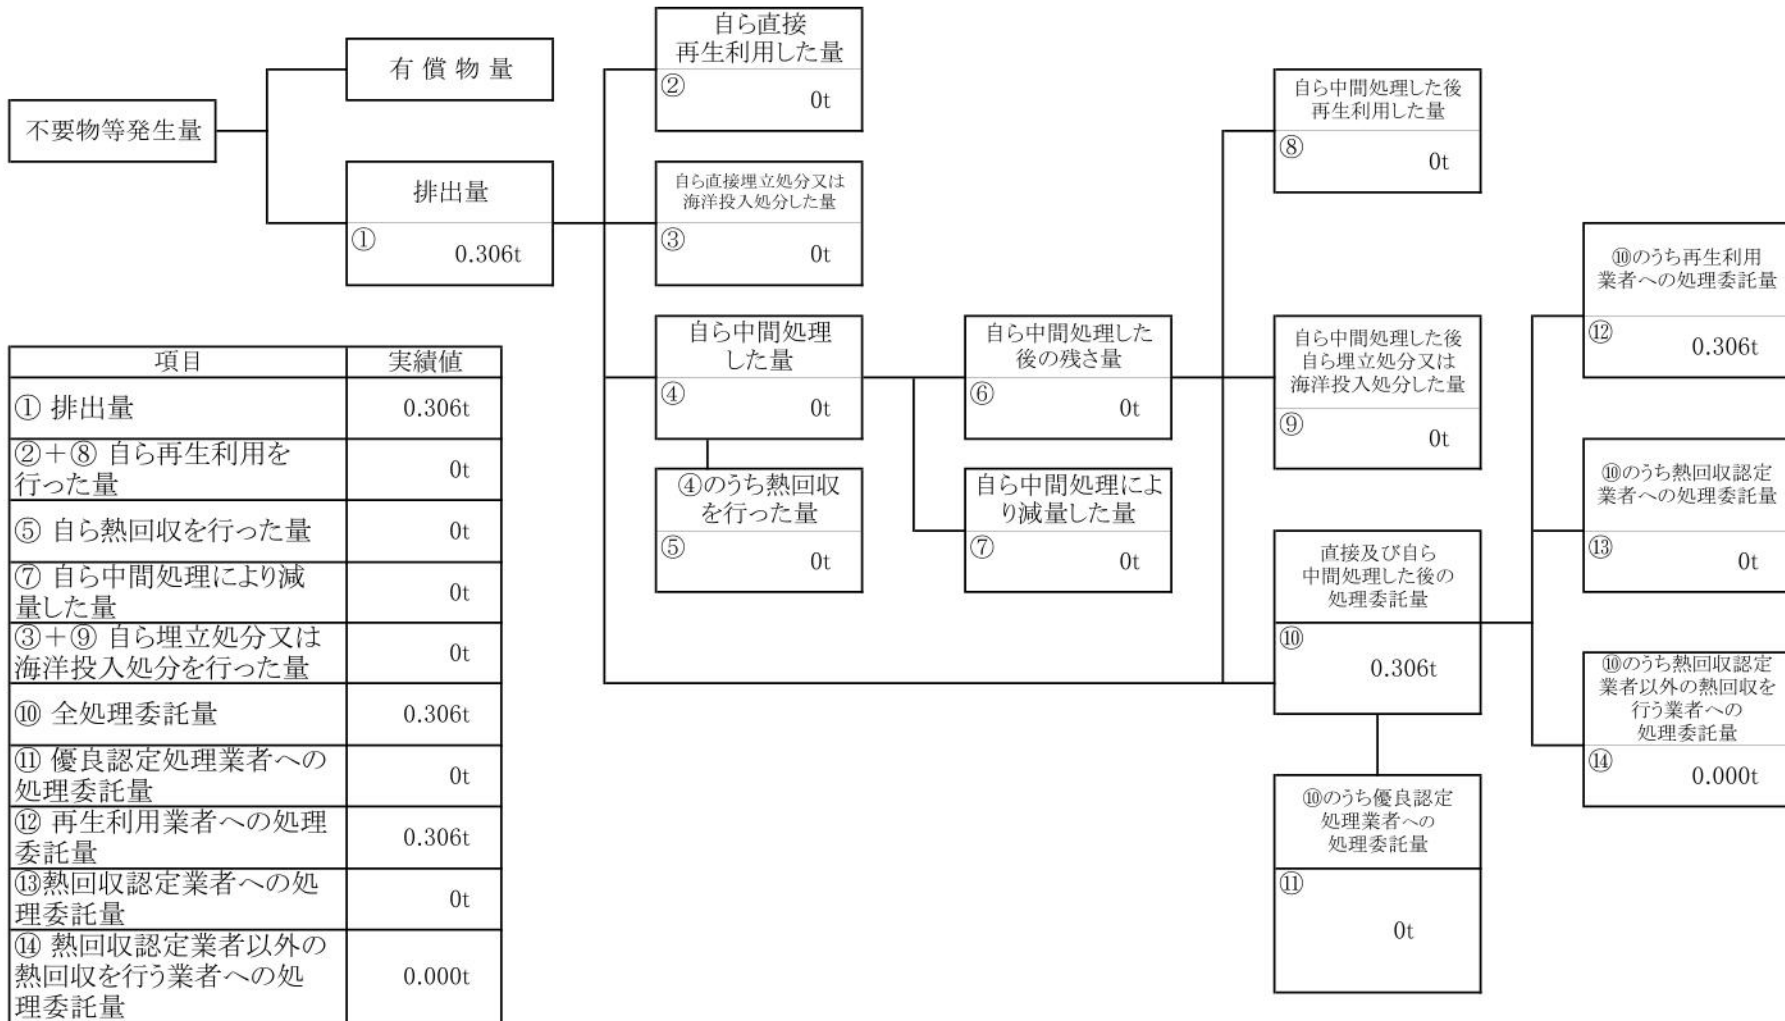 不要物等発生量
有償物量
排出量
①
0.306t
自ら直接
再生利用した量
②
0t
自ら直接埋立処分又は
海洋投入処分した量
③
0t
自ら中間処理
した量
④
0t
④のうち熱回収
を行った量
⑤
0t
自ら中間処理した
後の残さ量
⑥
0t
自ら中間処理によ
り減量した量
⑦
0t
自ら中間処理した後
再生利用した量
⑧
0t
自ら中間処理した後
自ら埋立処分又は
海洋投入処分した量
⑨
0t
直接及び自ら
中間処理した後の
処理委託量
⑩
0.306t
⑩のうち優良認定
処理業者への
処理委託量
⑪
0t
⑩のうち再生利用
業者への処理委託量
⑫
0.306t
⑩のうち熱回収認定
業者への処理委託量
⑬
0t
⑩のうち熱回収認定
業者以外の熱回収を
行う業者への
処理委託量
⑭
0.000t
項目 実績値
① 排出量 0.306t
②＋⑧ 自ら再生利用を
行った量 0t
⑤ 自ら熱回収を行った量 0t
⑦ 自ら中間処理により減
量した量 0t
③＋⑨ 自ら埋立処分又は
海洋投入処分を行った量 0t
⑩ 全処理委託量 0.306t
⑪ 優良認定処理業者への
処理委託量 0t
⑫ 再生利用業者への処理
委託量 0.306t
⑬熱回収認定業者への処
理委託量 0t
⑭ 熱回収認定業者以外の
熱回収を行う業者への処
理委託量 0.000t